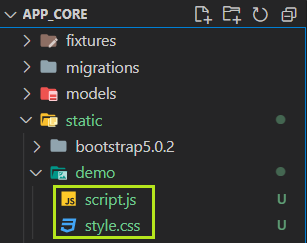 APP_CORE
fixtures
migrations
models
static
bootstrap5.0.2
demo
JS script.js U
style.css U